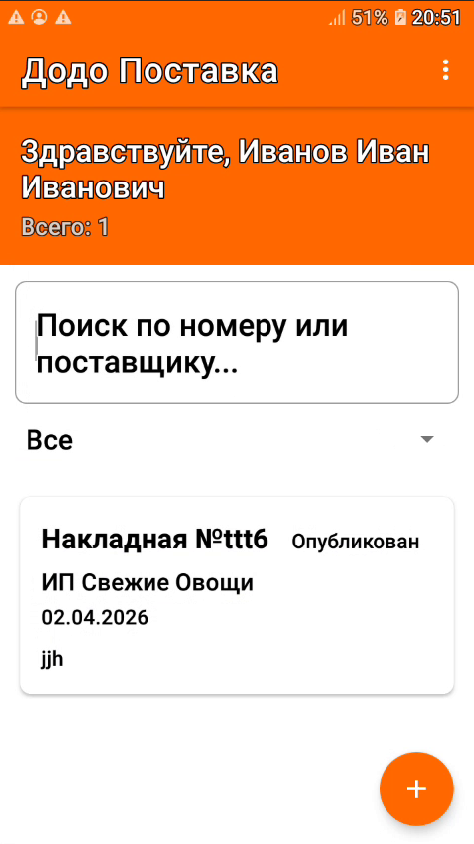 51% 20:51
Додо Поставка
Здравствуйте, Иванов Иван
Иванович
Всего: 1
Поиск по номеру или
поставщику...
Все
Накладная №ttt6 Опубликован
ИП Свежие Овощи
02.04.2026
jjh
+